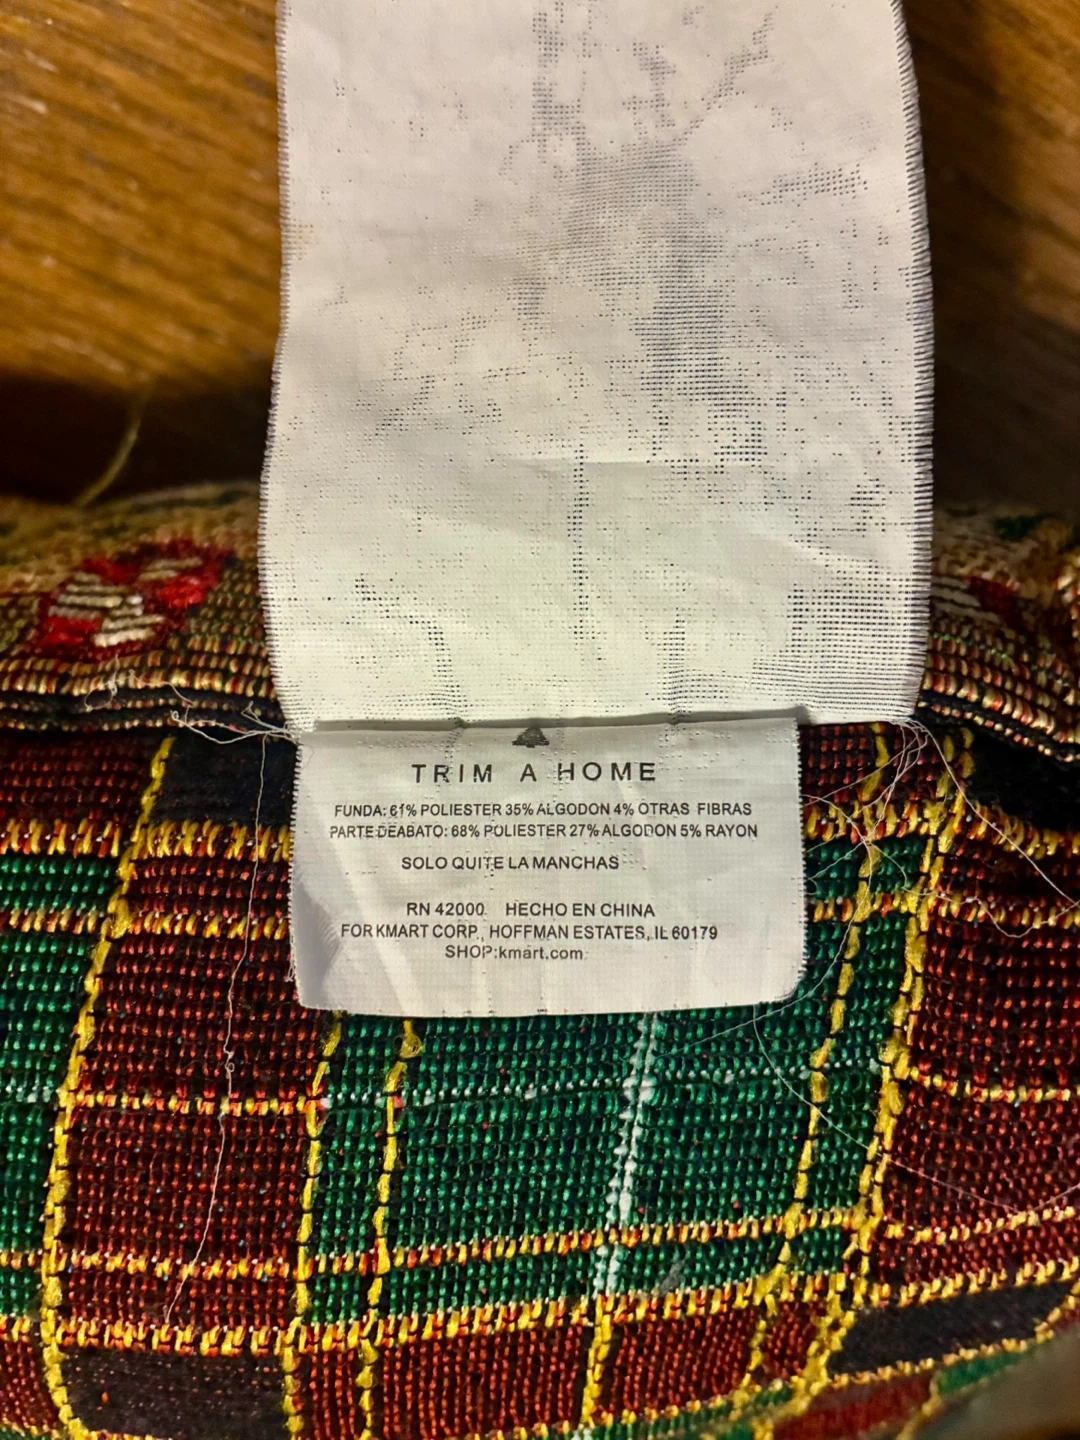 TRIM A HOME
FUNDA: 61% POLIESTER 35% ALGODON 4% OTRAS FIBRAS
PARTE DEABATO: 68% POLIESTER 27% ALGODON 5% RAYON
SOLO QUITE LA MANCHAS
RN 42000 HECHO EN CHINA
FOR KMART CORP., HOFFMAN ESTATES, IL 60179
SHOP:kmart.com